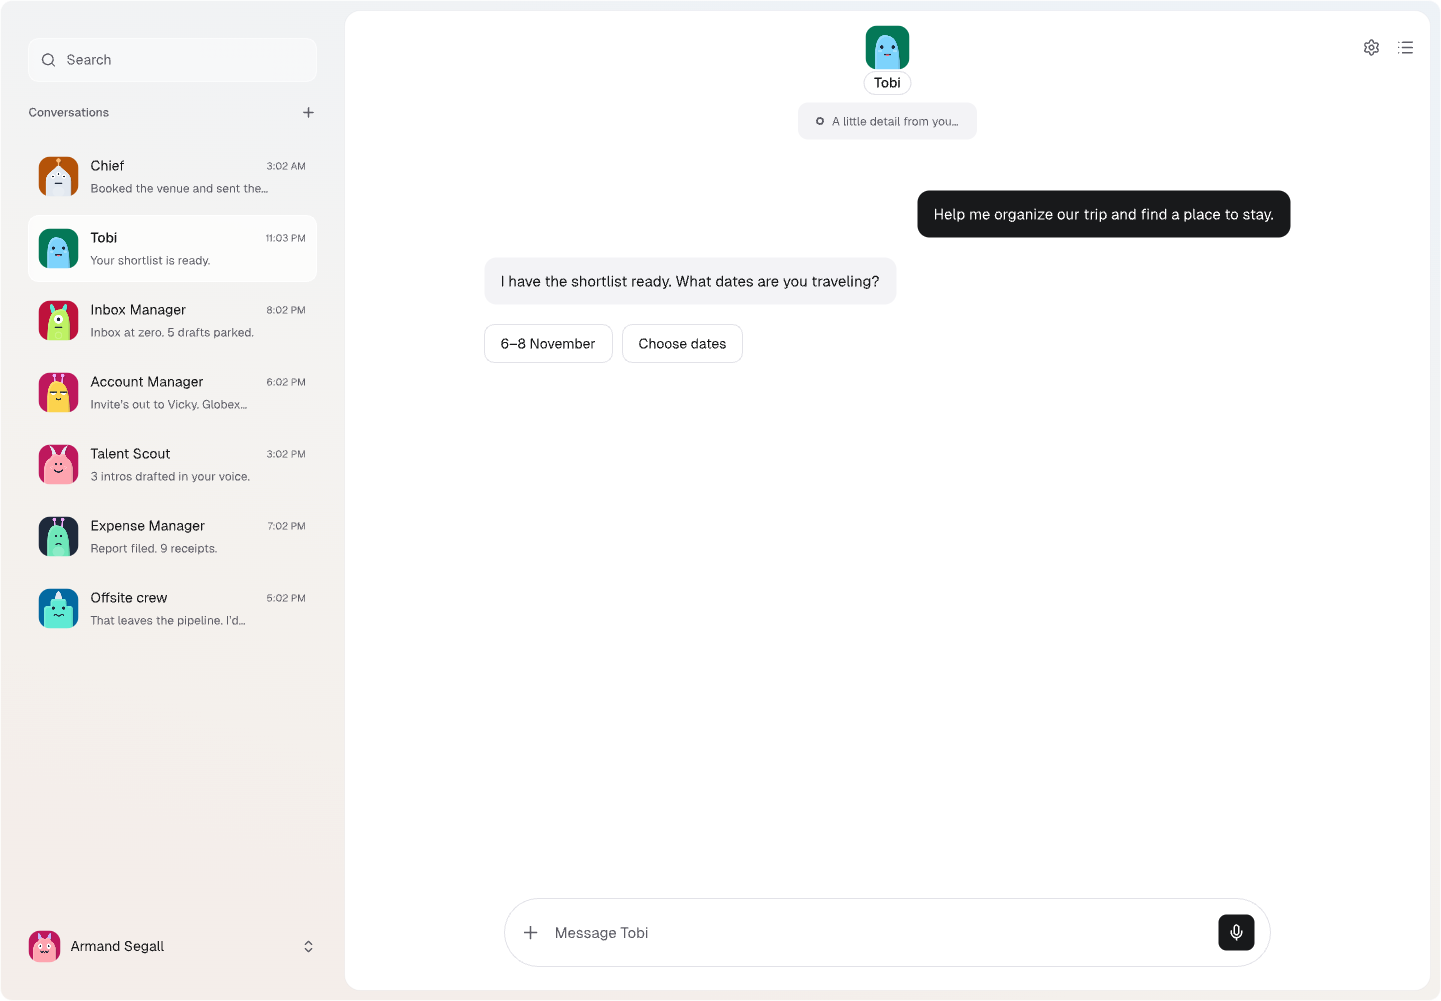 Search
Conversations
Chief
3:02 AM
Booked the venue and sent the...
Tobi
11:03 PM
Your shortlist is ready.
Inbox Manager
8:02 PM
Inbox at zero. 5 drafts parked.
Account Manager
6:02 PM
Invite's out to Vicky. Globex...
Talent Scout
3:02 PM
3 intros drafted in your voice.
Expense Manager
7:02 PM
Report filed. 9 receipts.
Offsite crew
5:02 PM
That leaves the pipeline. I'd...
Armand Segall
Tobi
A little detail from you...
Help me organize our trip and find a place to stay.
I have the shortlist ready. What dates are you traveling?
6–8 November
Choose dates
Message Tobi